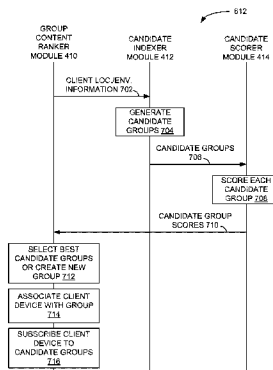 612
GROUP
CONTENT
RANKER
MODULE 410
CANDIDATE
INDEXER
MODULE 412
CANDIDATE
SCORER
MODULE 414
CLIENT LOC./ENV.
INFORMATION 702
GENERATE
CANDIDATE
GROUPS 704
CANDIDATE GROUPS
706
SCORE EACH
CANDIDATE
GROUP 708
CANDIDATE GROUP
SCORES 710
SELECT BEST
CANDIDATE GROUPS
OR CREATE NEW
GROUP 712
ASSOCIATE CLIENT
DEVICE WITH GROUP
714
SUBSCRIBE CLIENT
DEVICE TO
CANDIDATE GROUPS
716